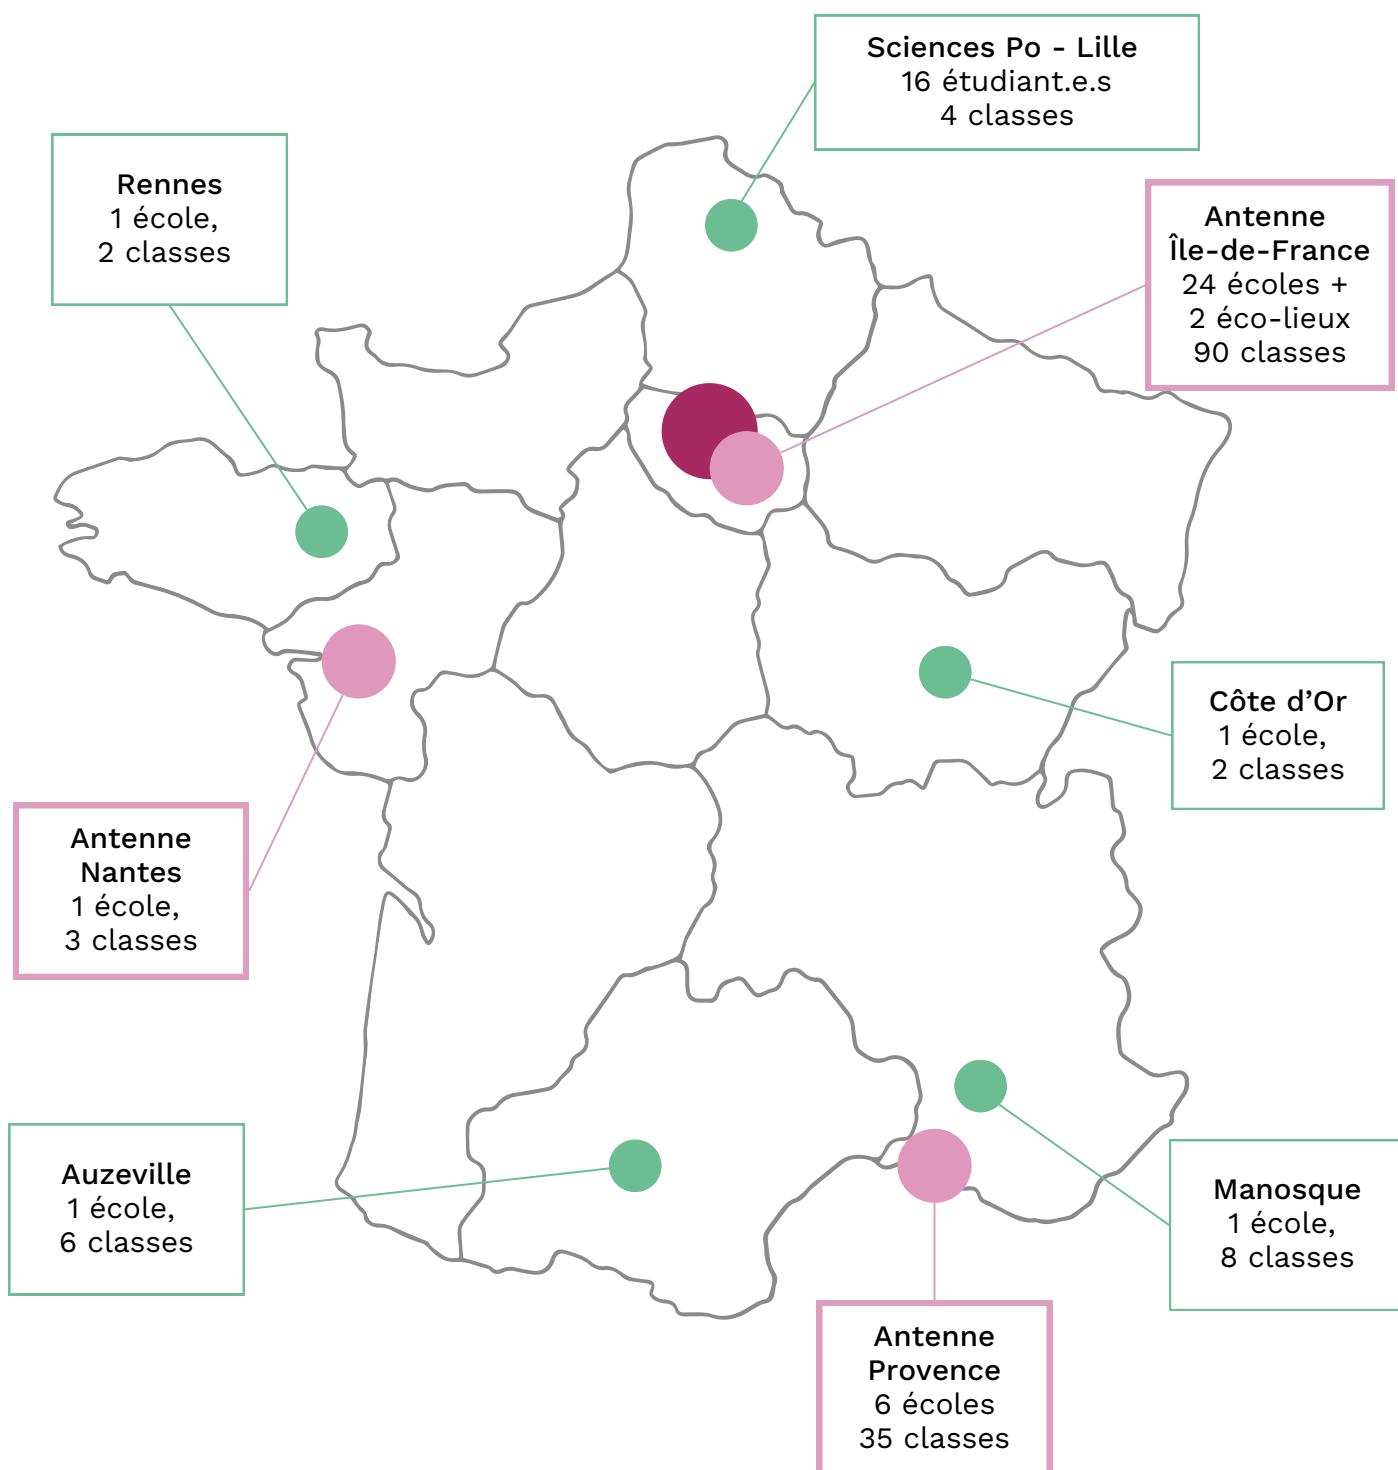 Sciences Po - Lille
16 étudiant.e.s
4 classes
Rennes
1 école,
2 classes
Antenne
Île-de-France
24 écoles +
2 éco-lieux
90 classes
Côte d’Or
1 école,
2 classes
Antenne
Nantes
1 école,
3 classes
Auzeville
1 école,
6 classes
Manosque
1 école,
8 classes
Antenne
Provence
6 écoles
35 classes